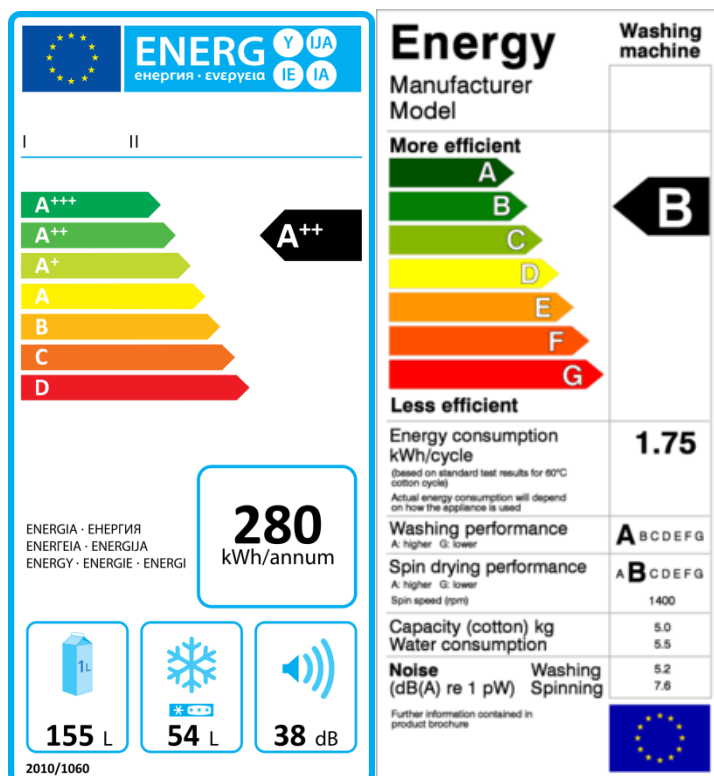 ENERG
Y IJA
IE IA
енергия · ενεργεια
I II
A+++
A++
A+
A
B
C
D
A++
ENERGIA · ЕНЕРГИЯ
ΕΝΕΡΓΕΙΑ · ENERGIJA
ENERGY · ENERGIE · ENERGI
280
kWh/annum
1L
155 L
54 L
38 dB
2010/1060
Energy
Washing
machine
Manufacturer
Model
More efficient
A
B
C
D
E
F
G
B
Less efficient
Energy consumption
kWh/cycle
1.75
(based on standard test results for 60°C
cotton cycle)
Actual energy consumption will depend
on how the appliance is used
Washing performance
A: higher G: lower
A B C D E F G
Spin drying performance
A: higher G: lower
A B C D E F G
Spin speed (rpm)
1400
Capacity (cotton) kg 5.0
Water consumption 5.5
Noise Washing 5.2
(dB(A) re 1 pW) Spinning 7.6
Further information contained in
product brochure